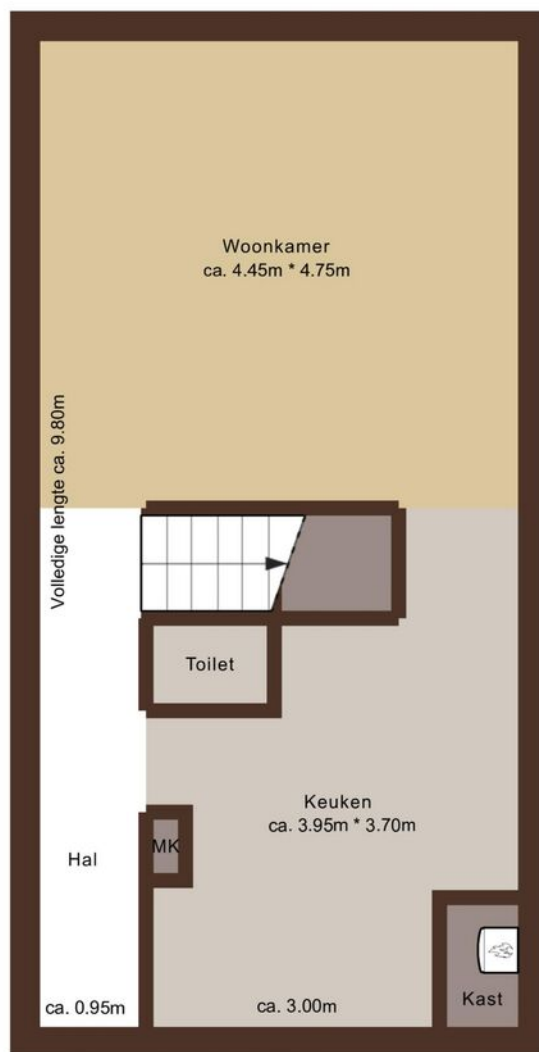 Woonkamer
ca. 4.45m * 4.75m
Volledige lengte ca. 9.80m
Toilet
Keuken
ca. 3.95m * 3.70m
MK
Hal
Kast
ca. 0.95m
ca. 3.00m